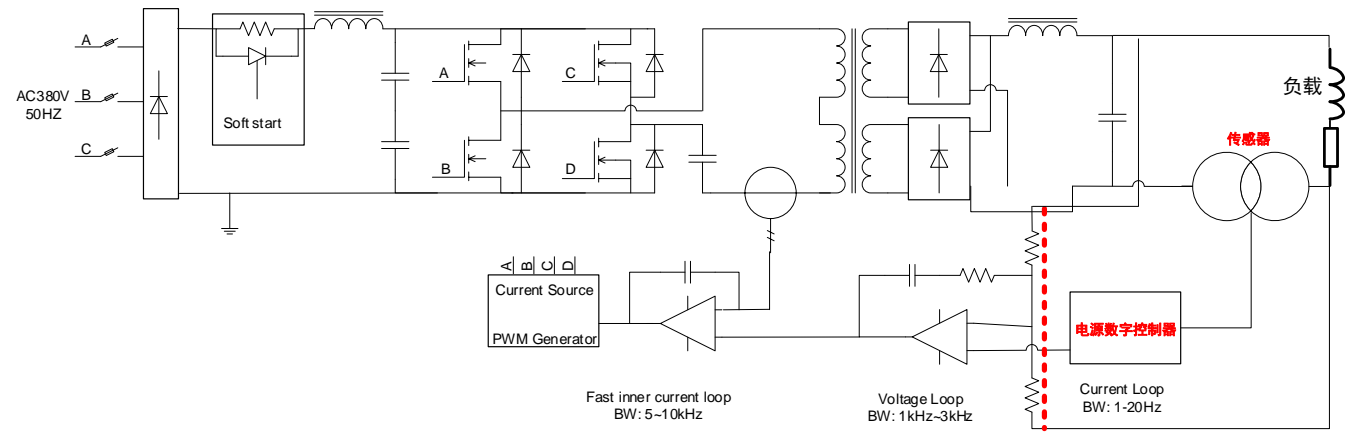 A
AC380V
50HZ
B
C
Soft start
A
C
B
D
负载
传感器
A B C D
Current Source
PWM Generator
电源数字控制器
Fast inner current loop
BW: 5~10kHz
Voltage Loop
BW: 1kHz~3kHz
Current Loop
BW: 1-20Hz